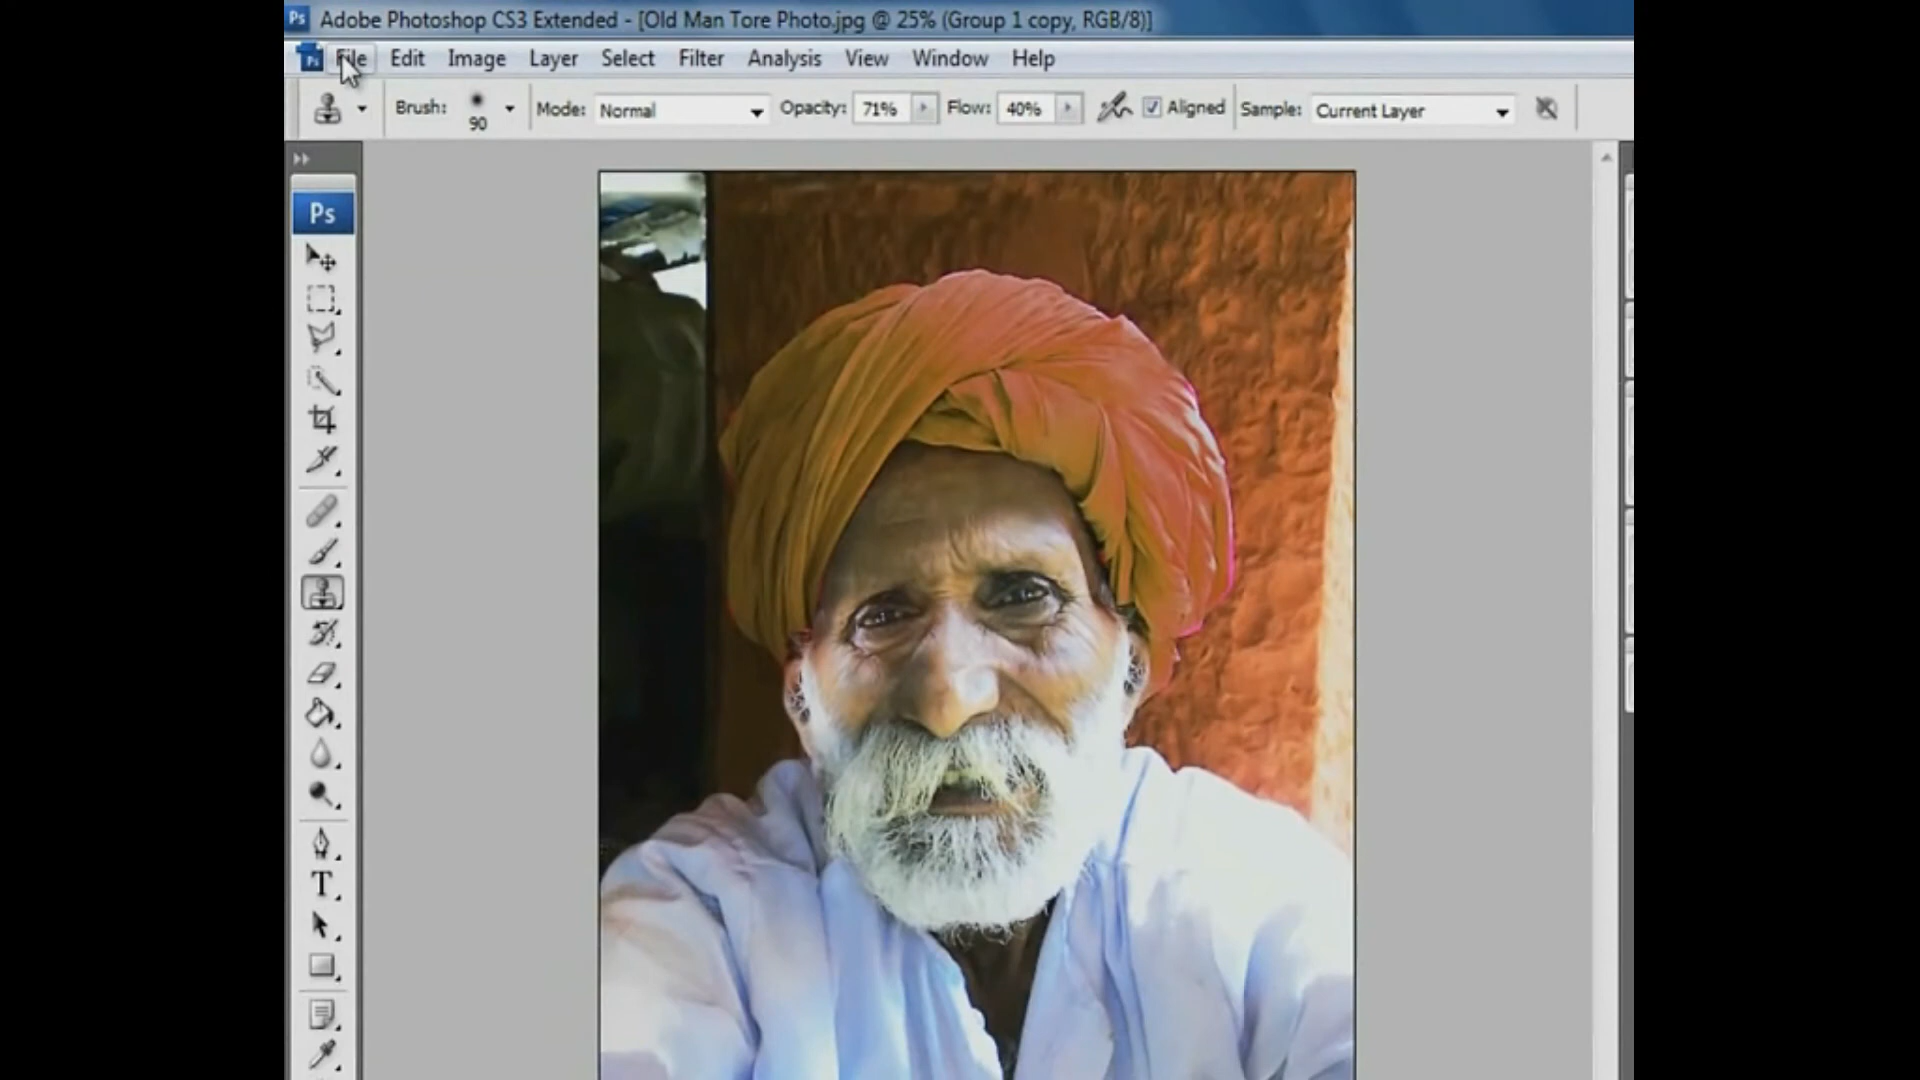 Ps Adobe Photoshop CS3 Extended - [Old Man Tore Photo.jpg @ 25% (Group 1 copy, RGB/8)]
Ps File Edit Image Layer Select Filter Analysis View Window Help
Brush: 90 Mode: Normal Opacity: 71% Flow: 40% Aligned Sample: Current Layer
Ps
T